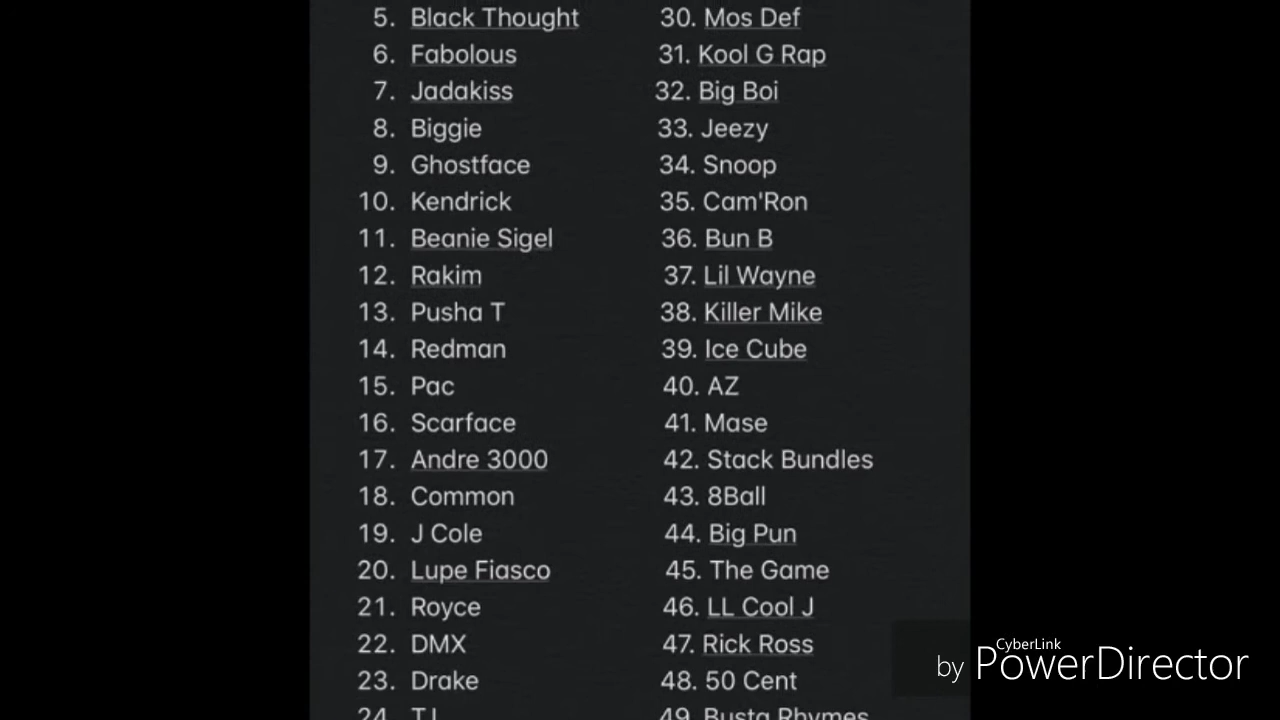 5. Black Thought
6. Fabolous
7. Jadakiss
8. Biggie
9. Ghostface
10. Kendrick
11. Beanie Sigel
12. Rakim
13. Pusha T
14. Redman
15. Pac
16. Scarface
17. Andre 3000
18. Common
19. J Cole
20. Lupe Fiasco
21. Royce
22. DMX
23. Drake
24. T.I.
30. Mos Def
31. Kool G Rap
32. Big Boi
33. Jeezy
34. Snoop
35. Cam'Ron
36. Bun B
37. Lil Wayne
38. Killer Mike
39. Ice Cube
40. AZ
41. Mase
42. Stack Bundles
43. 8Ball
44. Big Pun
45. The Game
46. LL Cool J
47. Rick Ross
48. 50 Cent
49. Busta Rhymes
CyberLink
by PowerDirector